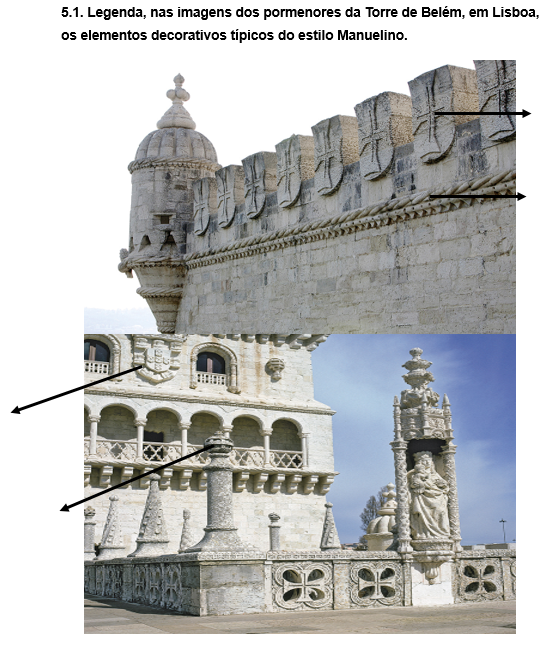 5.1. Legenda, nas imagens dos pormenores da Torre de Belém, em Lisboa,
os elementos decorativos típicos do estilo Manuelino.